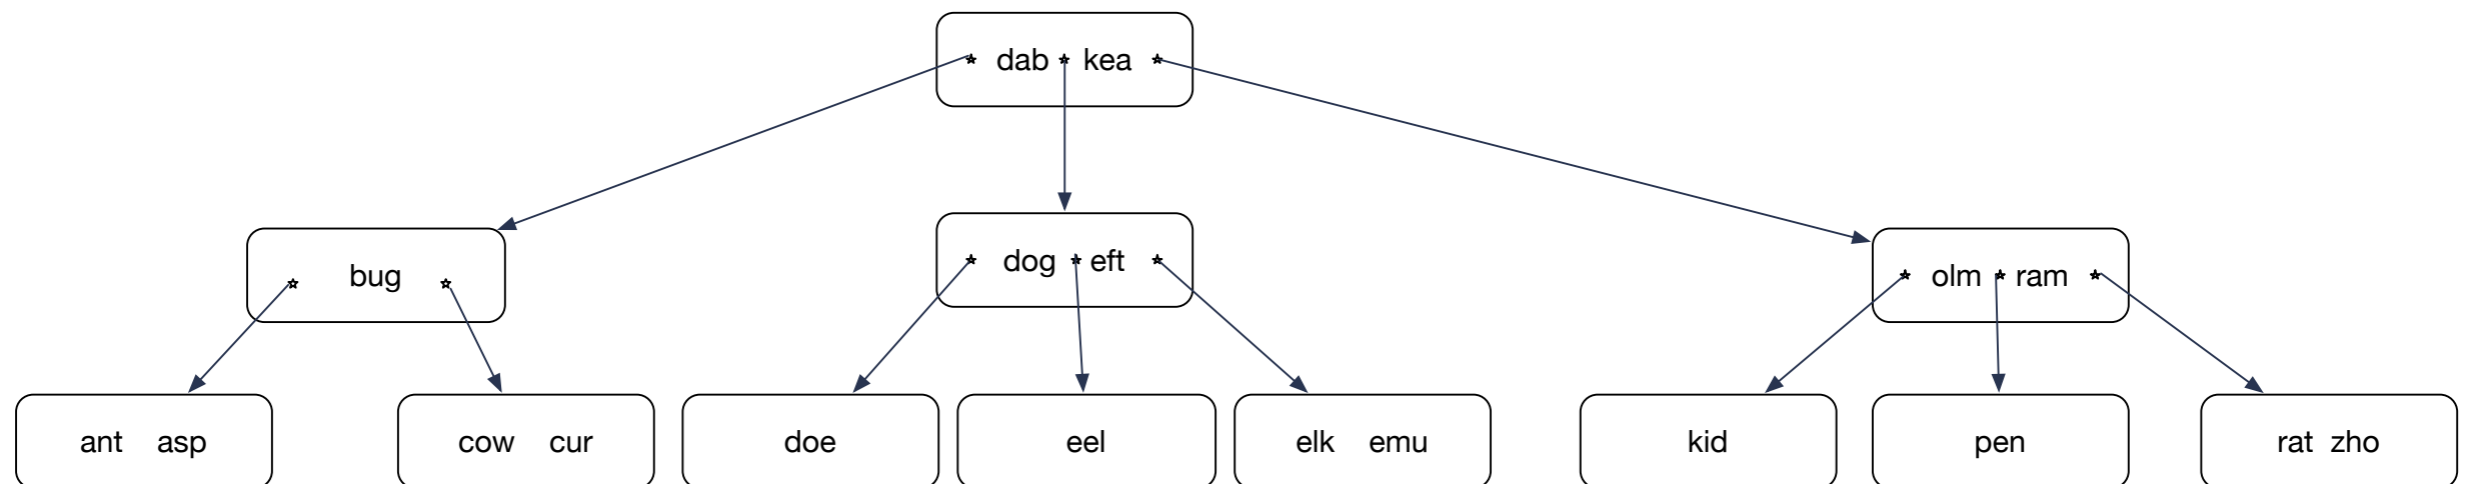 dab kea
bug
dog eft
olm ram
ant asp
cow cur
doe
eel
elk emu
kid
pen
rat zho